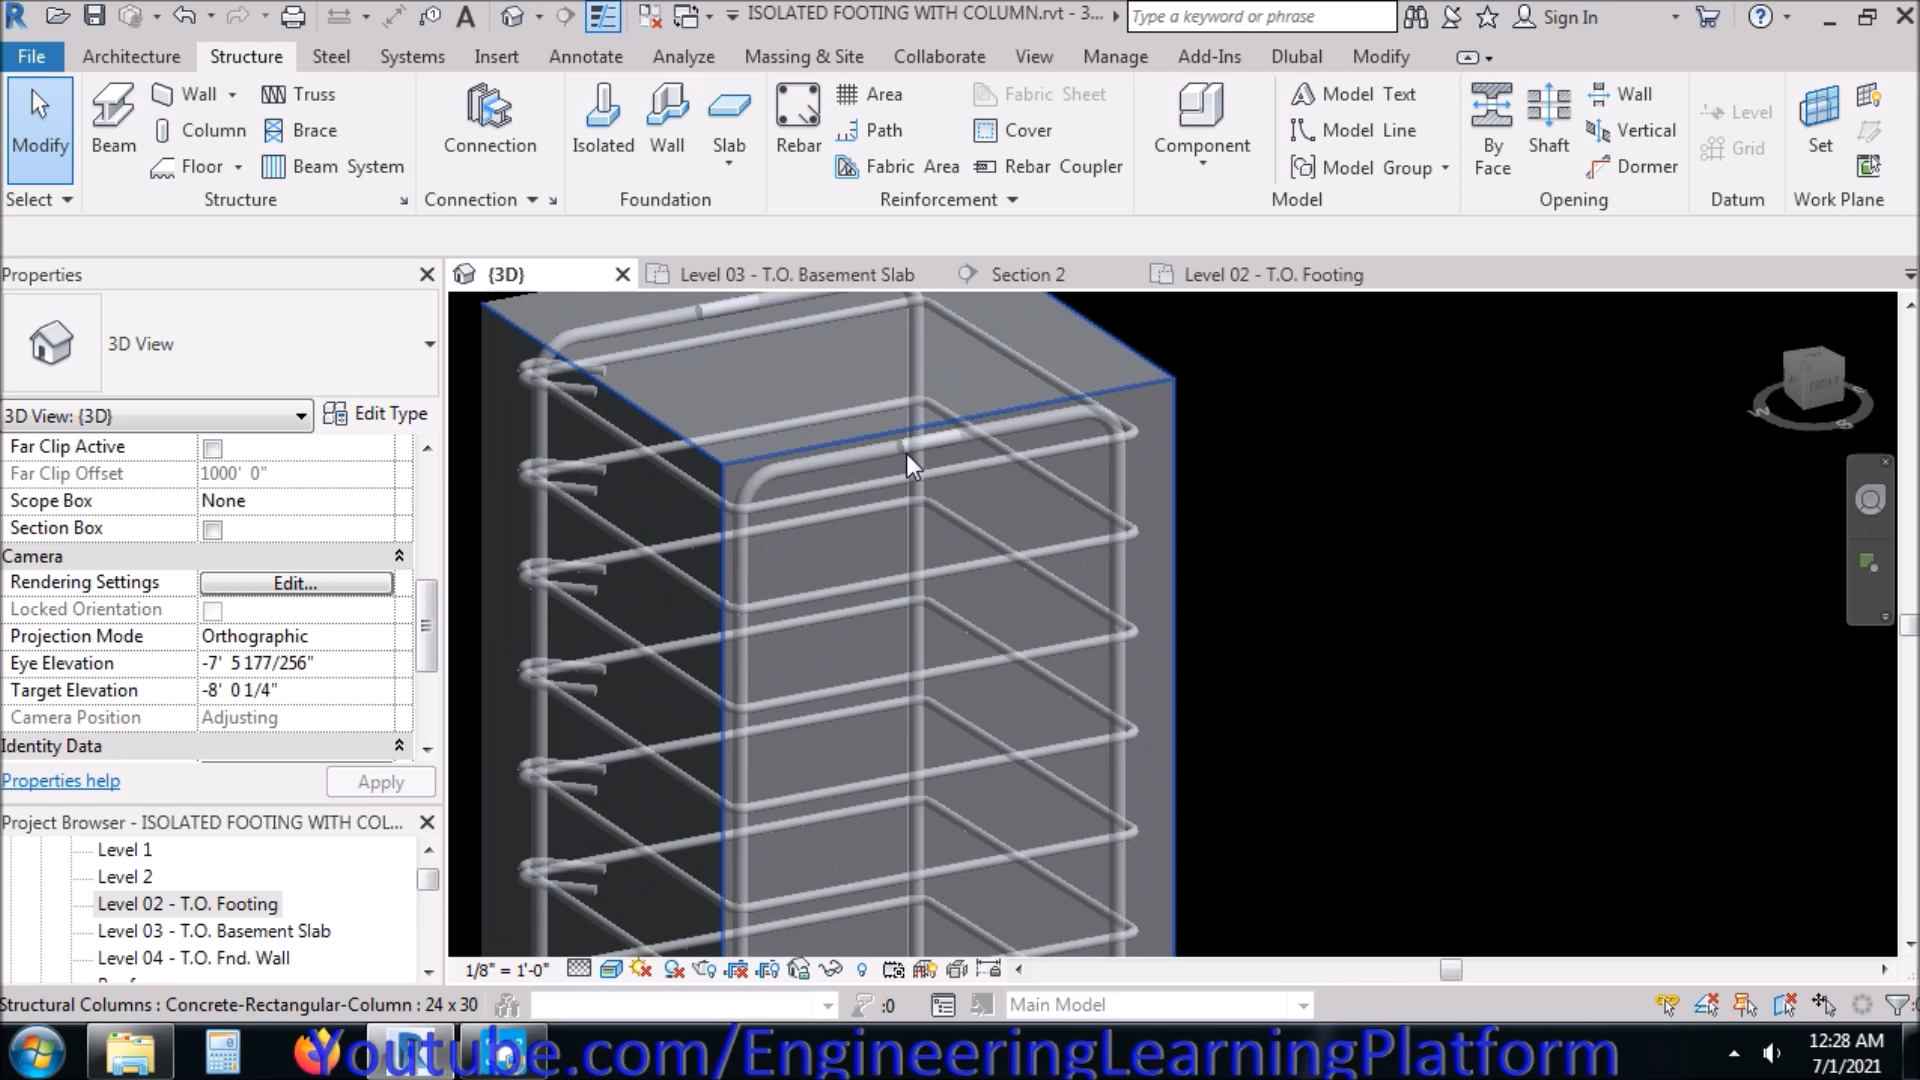 ISOLATED FOOTING WITH COLUMN.rvt - 3...
Type a keyword or phrase
Sign In
File Architecture Structure Steel Systems Insert Annotate Analyze Massing & Site Collaborate View Manage Add-Ins Dlubal Modify
Modify
Select
Beam
Wall
Column
Floor
Truss
Brace
Beam System
Structure
Connection
Connection
Isolated
Wall
Slab
Foundation
Rebar
Area
Path
Fabric Area
Fabric Sheet
Cover
Rebar Coupler
Reinforcement
Component
Model Text
Model Line
Model Group
Model
By Face
Shaft
Wall
Vertical
Dormer
Opening
Level
Grid
Datum
Set
Work Plane
Properties
{3D}
Level 03 - T.O. Basement Slab
Section 2
Level 02 - T.O. Footing
3D View
3D View: {3D}
Edit Type
Far Clip Active
Far Clip Offset 1000' 0"
Scope Box None
Section Box
Camera
Rendering Settings Edit...
Locked Orientation
Projection Mode Orthographic
Eye Elevation -7' 5 177/256"
Target Elevation -8' 0 1/4"
Camera Position Adjusting
Identity Data
Properties help
Apply
FRONT
Project Browser - ISOLATED FOOTING WITH COL...
Level 1
Level 2
Level 02 - T.O. Footing
Level 03 - T.O. Basement Slab
Level 04 - T.O. Fnd. Wall
1/8" = 1'-0"
Structural Columns : Concrete-Rectangular-Column : 24 x 30
:0
Main Model
Youtube.com/EngineeringLearningPlatform
12:28 AM
7/1/2021